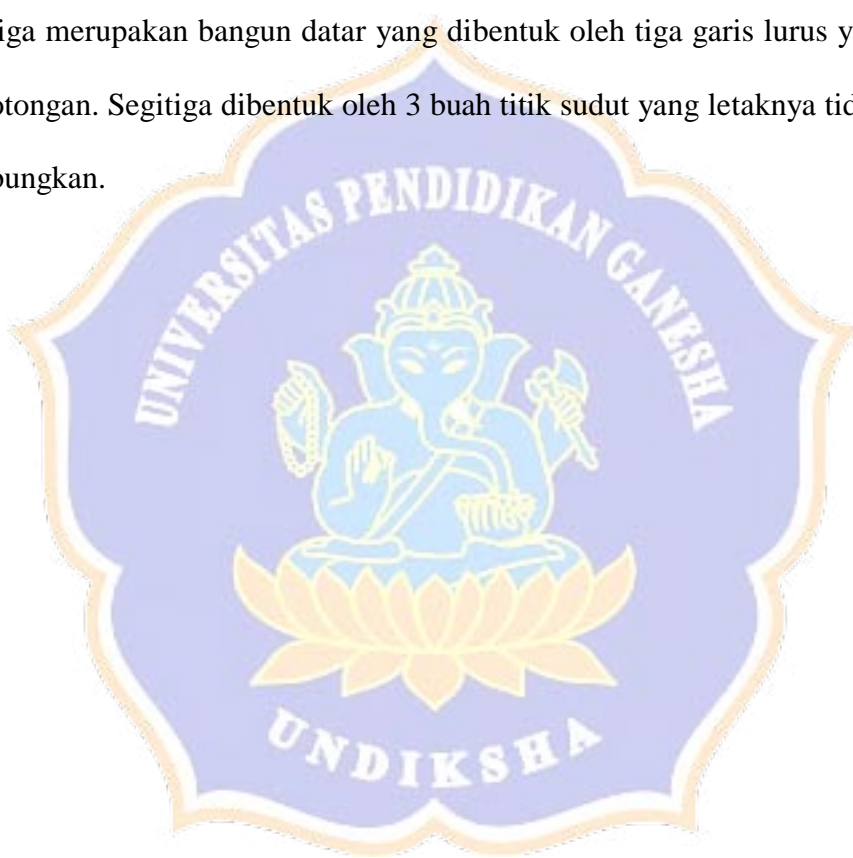 iga merupakan bangun datar yang dibentuk oleh tiga garis lurus y
otongan. Segitiga dibentuk oleh 3 buah titik sudut yang letaknya tid
bungkan.
UNIVERSITAS PENDIDIKAN GANESHA
UNDIKSHA